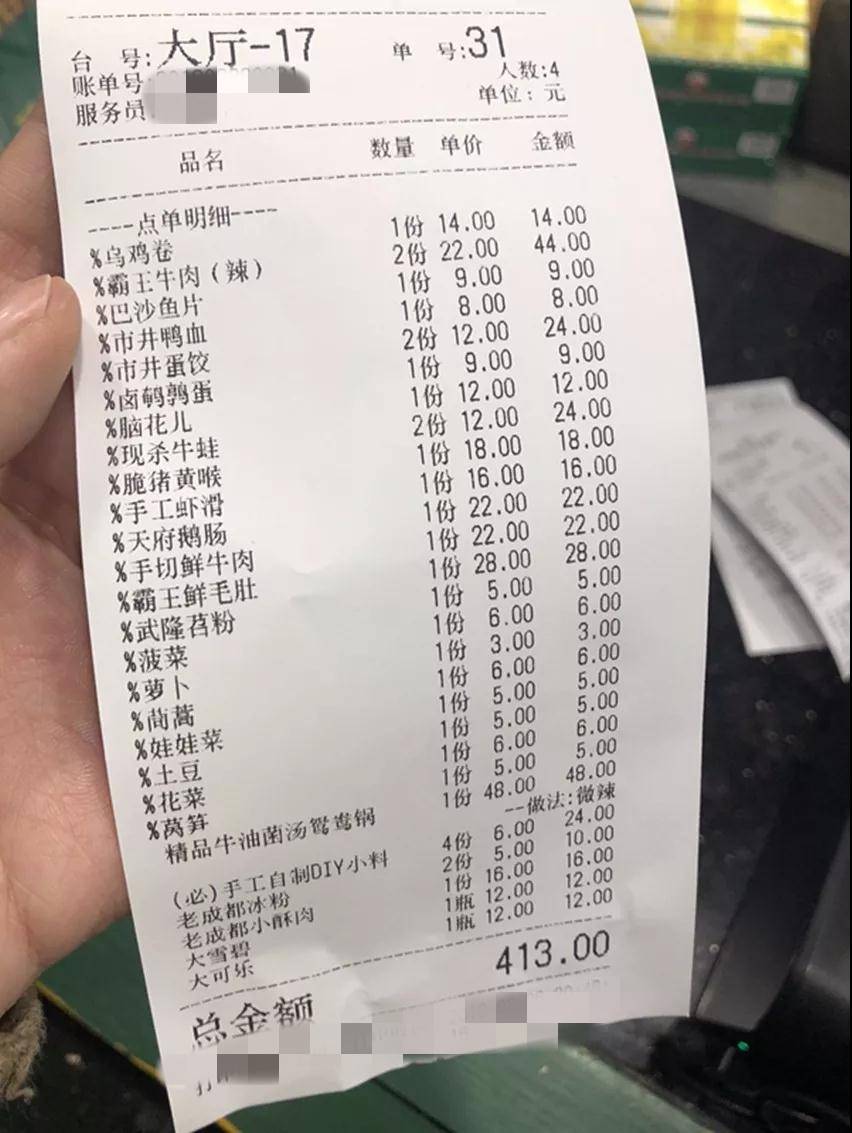 台 号:大厅-17 单 号:31
账单号 人数:4
服务员 单位:元
品名 数量 单价 金额
----点单明细----
%乌鸡卷 1份 14.00 14.00
%霸王牛肉(辣) 2份 22.00 44.00
%巴沙鱼片 1份 9.00 9.00
%市井鸭血 1份 8.00 8.00
%市井蛋饺 2份 12.00 24.00
%卤鹌鹑蛋 1份 9.00 9.00
%脑花儿 1份 12.00 12.00
%现杀牛蛙 2份 12.00 24.00
%脆猪黄喉 1份 18.00 18.00
%手工虾滑 1份 16.00 16.00
%天府鹅肠 1份 22.00 22.00
%手切鲜牛肉 1份 22.00 22.00
%霸王鲜毛肚 1份 28.00 28.00
%武隆苕粉 1份 5.00 5.00
%菠菜 1份 6.00 6.00
%萝卜 1份 3.00 3.00
%茼蒿 1份 6.00 6.00
%娃娃菜 1份 5.00 5.00
%土豆 1份 5.00 5.00
%花菜 1份 6.00 6.00
%莴笋 1份 5.00 5.00
精品牛油菌汤鸳鸯锅 1份 48.00 48.00
--做法:微辣
(必)手工自制DIY小料 4份 6.00 24.00
老成都冰粉 2份 5.00 10.00
老成都小酥肉 1份 16.00 16.00
大雪碧 1瓶 12.00 12.00
大可乐 1瓶 12.00 12.00
总金额 413.00